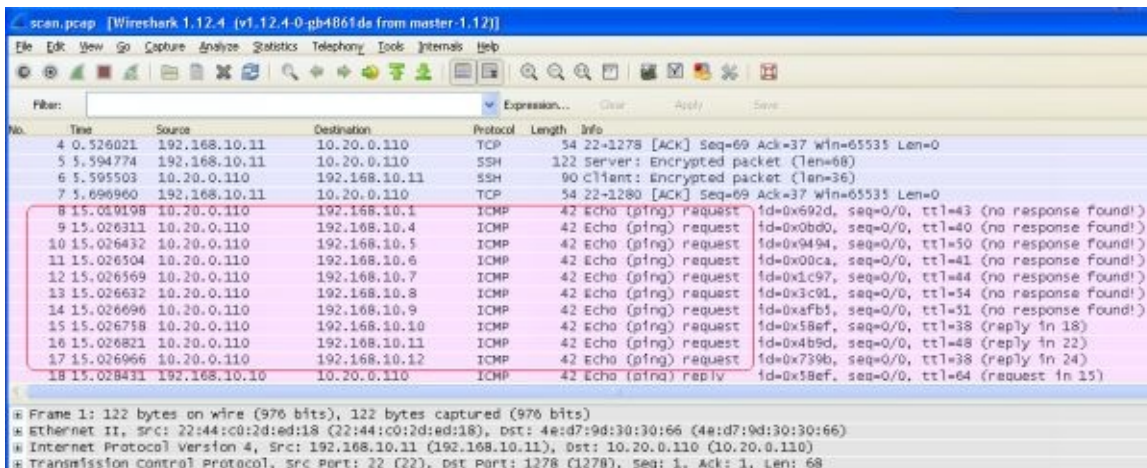 scan.pcap [Wireshark 1.12.4 (v1.12.4-0-gb4861da from master-1.12)]
File Edit View Go Capture Analyze Statistics Telephony Tools Internals Help
Filter: Expression... Clear Apply Save
No. Time Source Destination Protocol Length Info
4 0.526021 192.168.10.11 10.20.0.110 TCP 54 22→1278 [ACK] Seq=69 Ack=37 Win=65535 Len=0
5 5.594774 192.168.10.11 10.20.0.110 SSH 122 Server: Encrypted packet (len=68)
6 5.595503 10.20.0.110 192.168.10.11 SSH 90 Client: Encrypted packet (len=36)
7 5.696960 192.168.10.11 10.20.0.110 TCP 54 22→1280 [ACK] Seq=69 Ack=37 Win=65535 Len=0
8 15.019198 10.20.0.110 192.168.10.1 ICMP 42 Echo (ping) request id=0x692d, seq=0/0, ttl=43 (no response found!)
9 15.026311 10.20.0.110 192.168.10.4 ICMP 42 Echo (ping) request id=0x0bd0, seq=0/0, ttl=40 (no response found!)
10 15.026432 10.20.0.110 192.168.10.5 ICMP 42 Echo (ping) request id=0x9494, seq=0/0, ttl=50 (no response found!)
11 15.026504 10.20.0.110 192.168.10.6 ICMP 42 Echo (ping) request id=0x00ca, seq=0/0, ttl=41 (no response found!)
12 15.026569 10.20.0.110 192.168.10.7 ICMP 42 Echo (ping) request id=0x1c97, seq=0/0, ttl=44 (no response found!)
13 15.026632 10.20.0.110 192.168.10.8 ICMP 42 Echo (ping) request id=0x3c91, seq=0/0, ttl=54 (no response found!)
14 15.026696 10.20.0.110 192.168.10.9 ICMP 42 Echo (ping) request id=0xafb5, seq=0/0, ttl=51 (no response found!)
15 15.026758 10.20.0.110 192.168.10.10 ICMP 42 Echo (ping) request id=0x58ef, seq=0/0, ttl=38 (reply in 18)
16 15.026821 10.20.0.110 192.168.10.11 ICMP 42 Echo (ping) request id=0x4b9d, seq=0/0, ttl=48 (reply in 22)
17 15.026966 10.20.0.110 192.168.10.12 ICMP 42 Echo (ping) request id=0x739b, seq=0/0, ttl=38 (reply in 24)
18 15.028431 192.168.10.10 10.20.0.110 ICMP 42 Echo (ping) reply id=0x58ef, seq=0/0, ttl=64 (request in 15)
Frame 1: 122 bytes on wire (976 bits), 122 bytes captured (976 bits)
Ethernet II, Src: 22:44:c0:2d:ed:18 (22:44:c0:2d:ed:18), Dst: 4e:d7:9d:30:30:66 (4e:d7:9d:30:30:66)
Internet Protocol Version 4, Src: 192.168.10.11 (192.168.10.11), Dst: 10.20.0.110 (10.20.0.110)
Transmission Control Protocol, Src Port: 22 (22), Dst Port: 1278 (1278), Seq: 1, Ack: 1, Len: 68